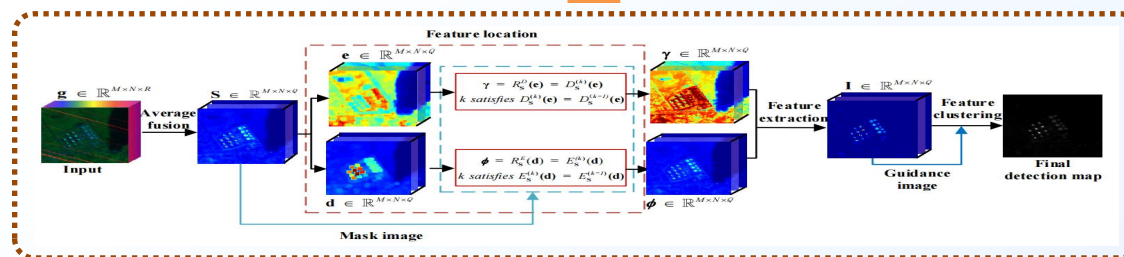 Feature location
g ∈ ℝ^{M×N×R}
Average
fusion
Input
S ∈ ℝ^{M×N×Q}
e ∈ ℝ^{M×N×Q}
d ∈ ℝ^{M×N×Q}
γ = R_S^D(e) = D_S^{(k)}(e)
k satisfies D_S^{(k)}(e) = D_S^{(k-1)}(e)
ϕ = R_S^E(d) = E_S^{(k)}(d)
k satisfies E_S^{(k)}(d) = E_S^{(k-1)}(d)
Mask image
γ ∈ ℝ^{M×N×Q}
ϕ ∈ ℝ^{M×N×Q}
Feature
extraction
I ∈ ℝ^{M×N×Q}
Feature
clustering
Guidance
image
Final
detection map